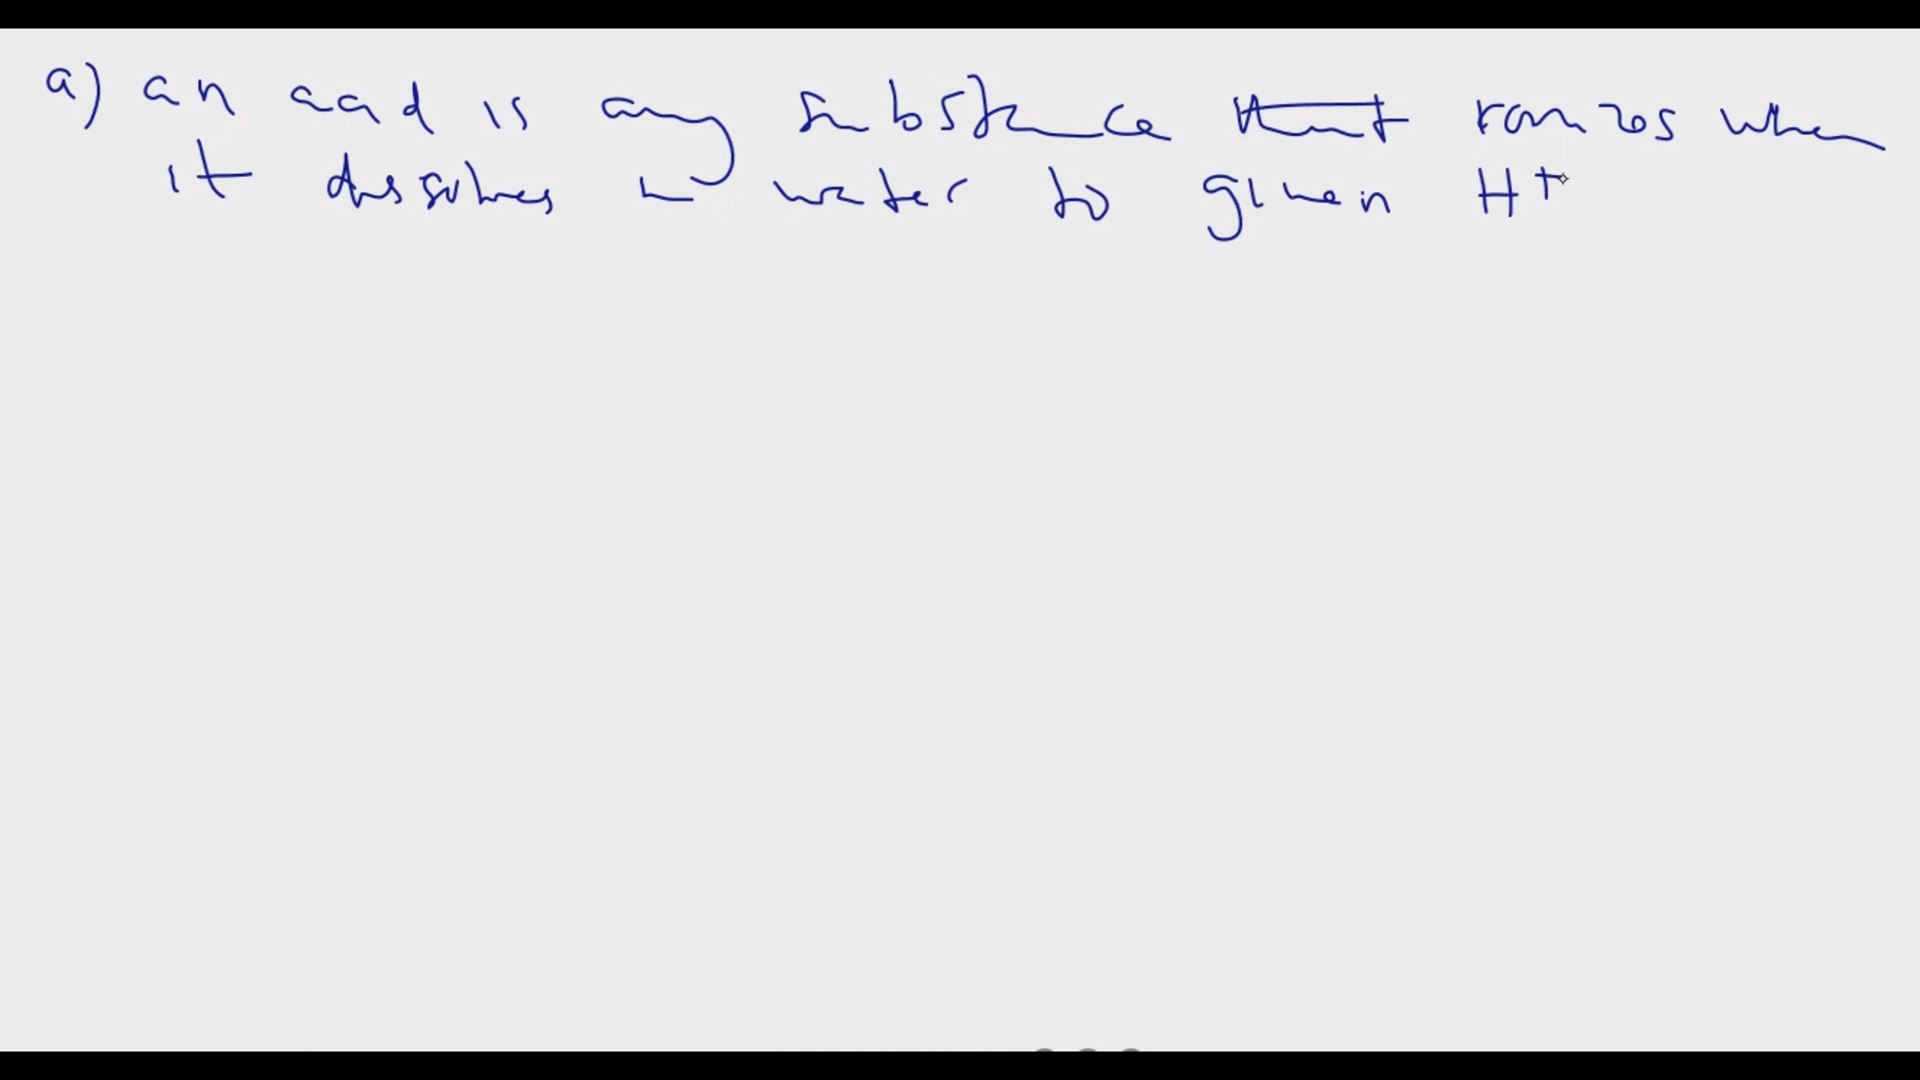 a) an acid is any substance that ionizes when
it dissolves in water to given H+